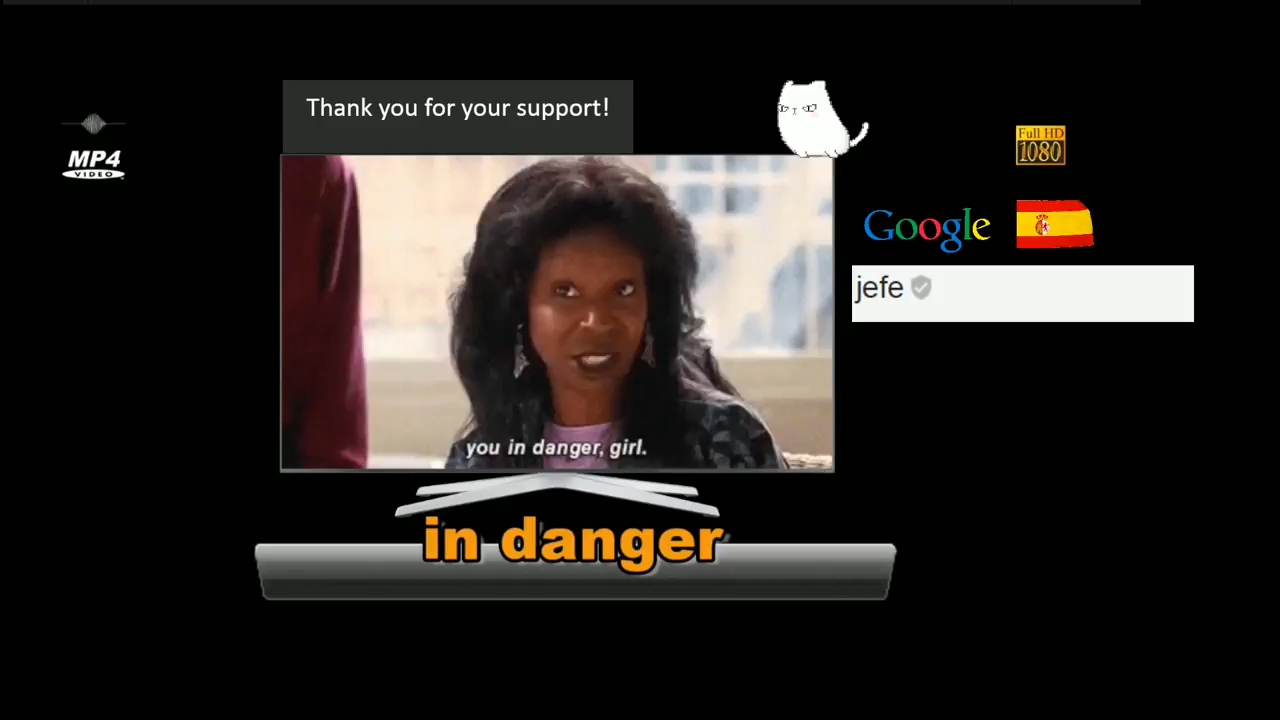 Thank you for your support!
MP4
VIDEO
Full HD
1080
Google
jefe
you in danger, girl.
in danger